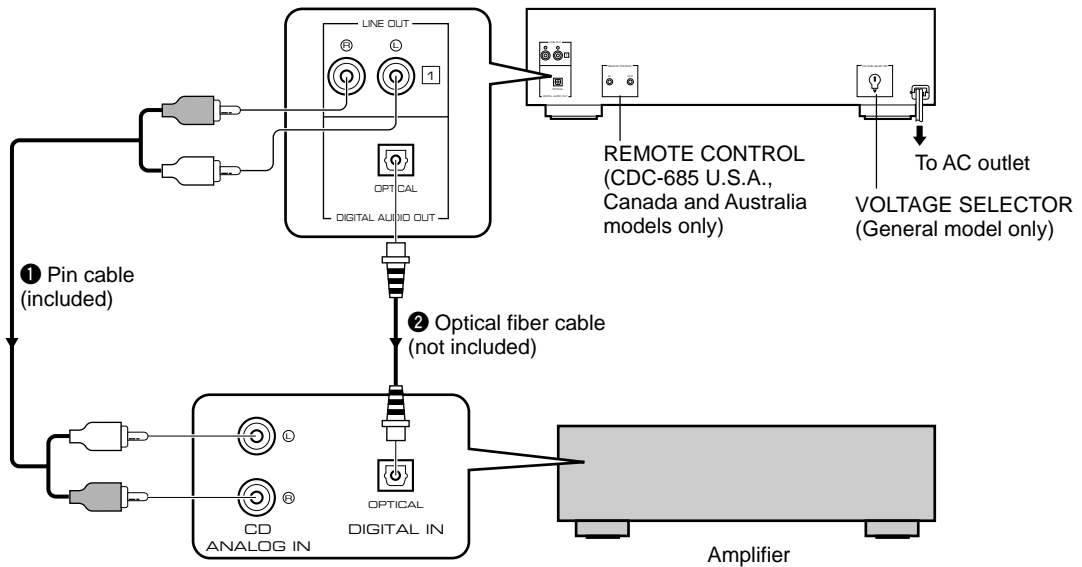 LINE OUT
R L
1
OPTICAL
DIGITAL AUDIO OUT
REMOTE CONTROL
(CDC-685 U.S.A.,
Canada and Australia
models only)
To AC outlet
VOLTAGE SELECTOR
(General model only)
1 Pin cable
(included)
2 Optical fiber cable
(not included)
L
R
OPTICAL
CD
ANALOG IN
DIGITAL IN
Amplifier